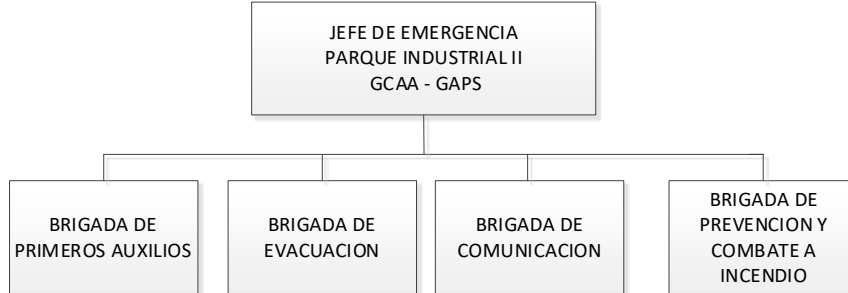 JEFE DE EMERGENCIA
PARQUE INDUSTRIAL II
GCAA - GAPS
BRIGADA DE
PRIMEROS AUXILIOS
BRIGADA DE
EVACUACION
BRIGADA DE
COMUNICACION
BRIGADA DE
PREVENCION Y
COMBATE A
INCENDIO